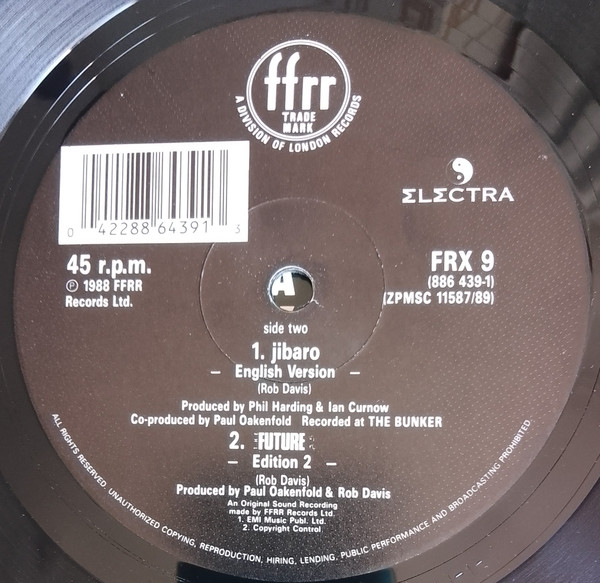 ffrr
TRADE
MARK
A DIVISION OF LONDON RECORDS
ELECTRA
0 42288 64391 3
45 r.p.m.
℗ 1988 FFRR
Records Ltd.
FRX 9
(886 439-1)
(ZPMSC 11587/89)
A
side two
1. jibaro
– English Version –
(Rob Davis)
Produced by Phil Harding & Ian Curnow
Co-produced by Paul Oakenfold Recorded at THE BUNKER
2. FUTURE
– Edition 2 –
(Rob Davis)
Produced by Paul Oakenfold & Rob Davis
An Original Sound Recording
made by FFRR Records Ltd.
1. EMI Music Publ. Ltd.
2. Copyright Control
ALL RIGHTS RESERVED. UNAUTHORIZED COPYING, REPRODUCTION, HIRING, LENDING, PUBLIC PERFORMANCE AND BROADCASTING PROHIBITED.